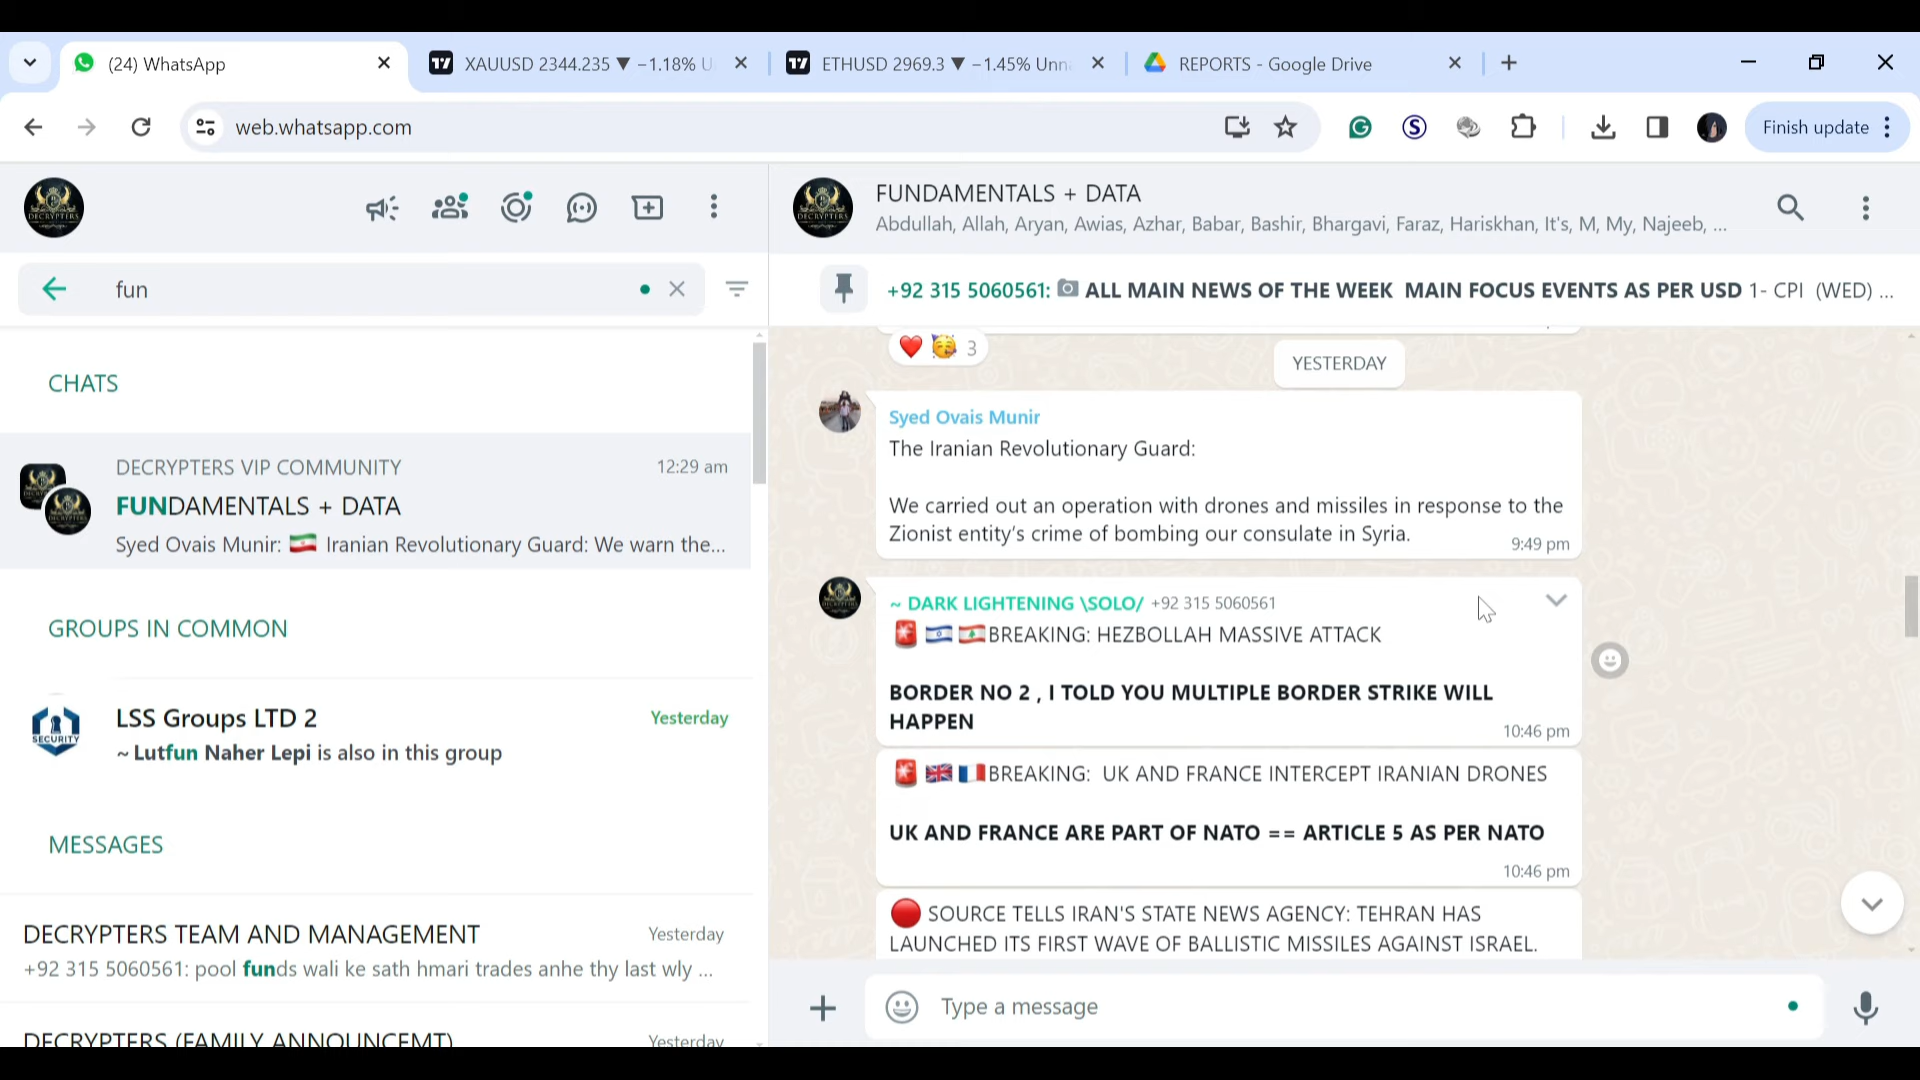 (24) WhatsApp
XAUUSD 2344.235 ▼ −1.18% U
ETHUSD 2969.3 ▼ −1.45% Unn
REPORTS - Google Drive
web.whatsapp.com
Finish update
fun
CHATS
DECRYPTERS VIP COMMUNITY
12:29 am
FUNDAMENTALS + DATA
Syed Ovais Munir: 🇮🇷 Iranian Revolutionary Guard: We warn the...
GROUPS IN COMMON
LSS Groups LTD 2
Yesterday
~ Lutfun Naher Lepi is also in this group
SECURITY
MESSAGES
DECRYPTERS TEAM AND MANAGEMENT
Yesterday
+92 315 5060561: pool funds wali ke sath hmari trades anhe thy last wly ...
DECRYPTERS (FAMILY ANNOUNCEMT)
Yesterday
FUNDAMENTALS + DATA
Abdullah, Allah, Aryan, Awias, Azhar, Babar, Bashir, Bhargavi, Faraz, Hariskhan, It's, M, My, Najeeb, ...
+92 315 5060561: 📷 ALL MAIN NEWS OF THE WEEK MAIN FOCUS EVENTS AS PER USD 1- CPI (WED) ...
❤️ 🥳 3
YESTERDAY
Syed Ovais Munir
The Iranian Revolutionary Guard:
We carried out an operation with drones and missiles in response to the
Zionist entity's crime of bombing our consulate in Syria.
9:49 pm
~ DARK LIGHTENING \SOLO/ +92 315 5060561
🚨 🇮🇱 🇱🇧BREAKING: HEZBOLLAH MASSIVE ATTACK
BORDER NO 2 , I TOLD YOU MULTIPLE BORDER STRIKE WILL
HAPPEN
10:46 pm
🚨 🇬🇧 🇫🇷BREAKING: UK AND FRANCE INTERCEPT IRANIAN DRONES
UK AND FRANCE ARE PART OF NATO == ARTICLE 5 AS PER NATO
10:46 pm
🔴 SOURCE TELLS IRAN'S STATE NEWS AGENCY: TEHRAN HAS
LAUNCHED ITS FIRST WAVE OF BALLISTIC MISSILES AGAINST ISRAEL.
Type a message